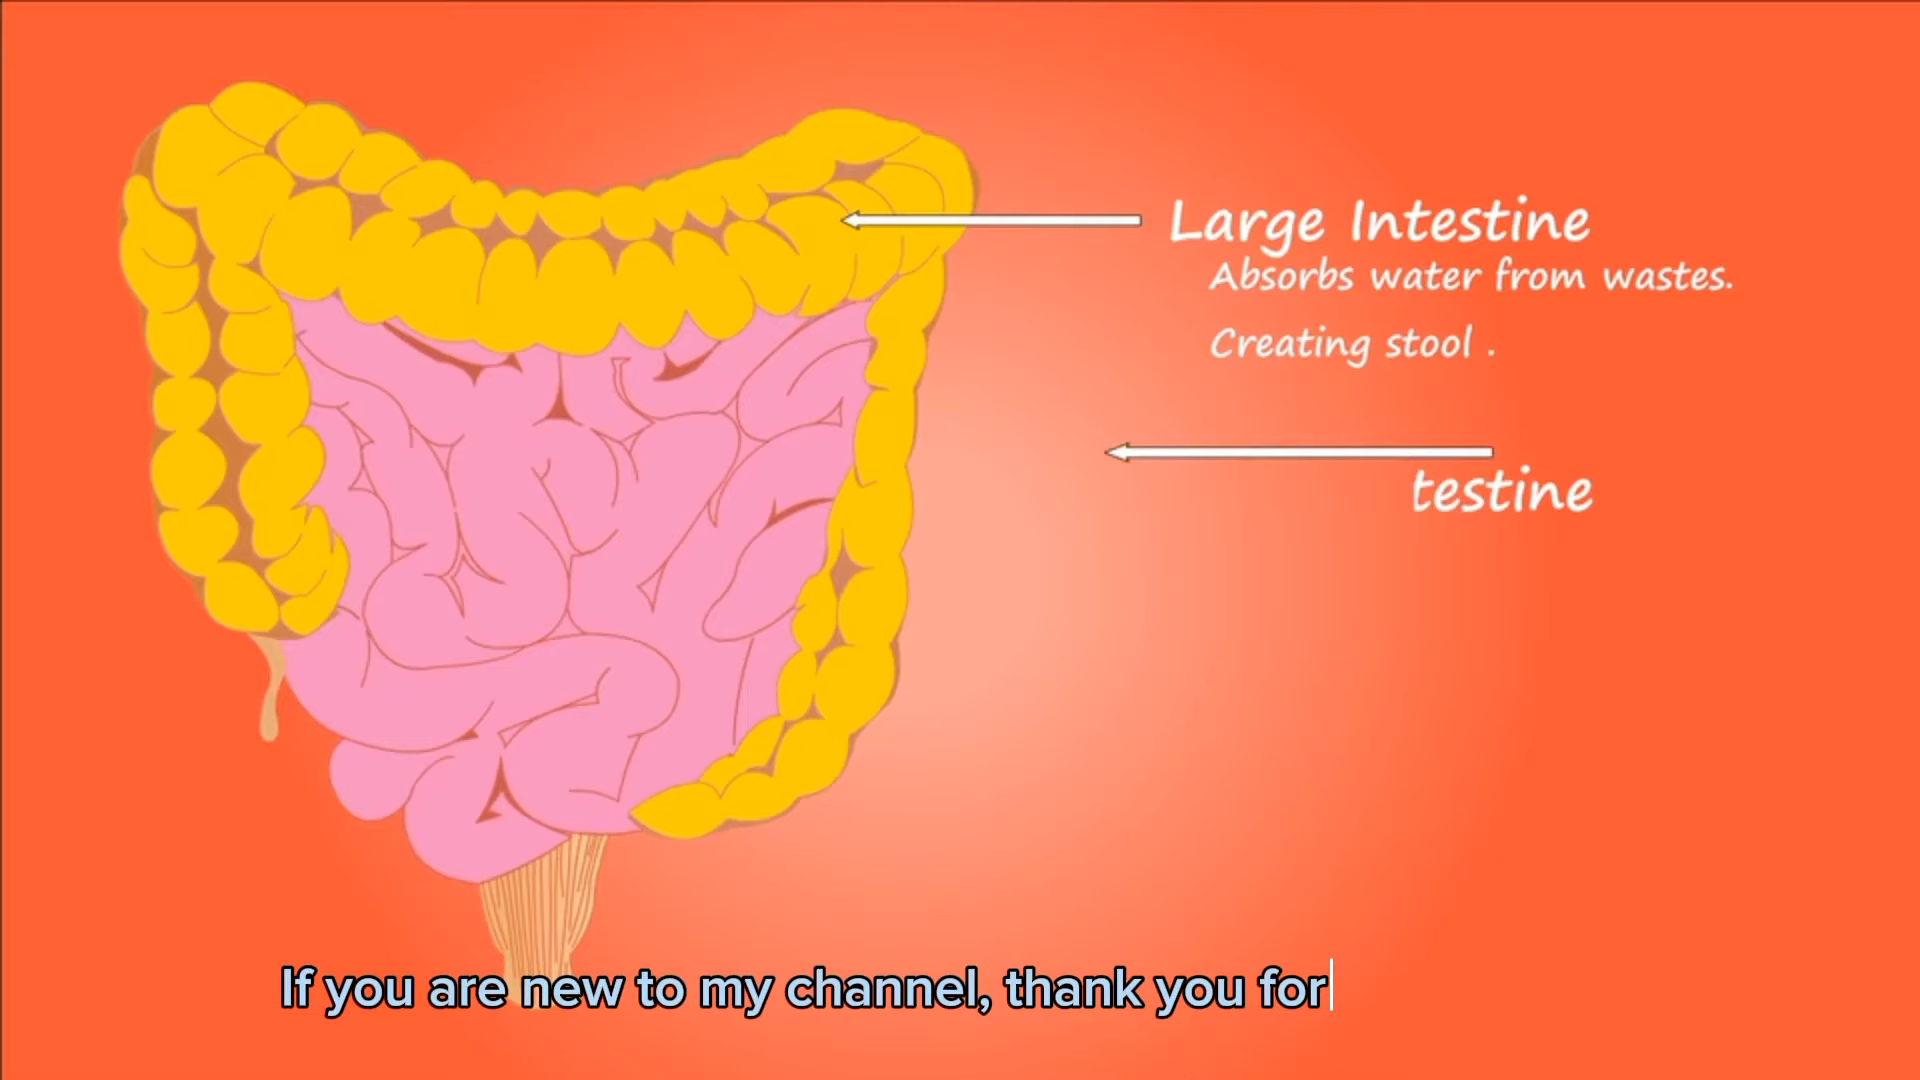 Large Intestine
Absorbs water from wastes.
Creating stool .
testine
If you are new to my channel, thank you for